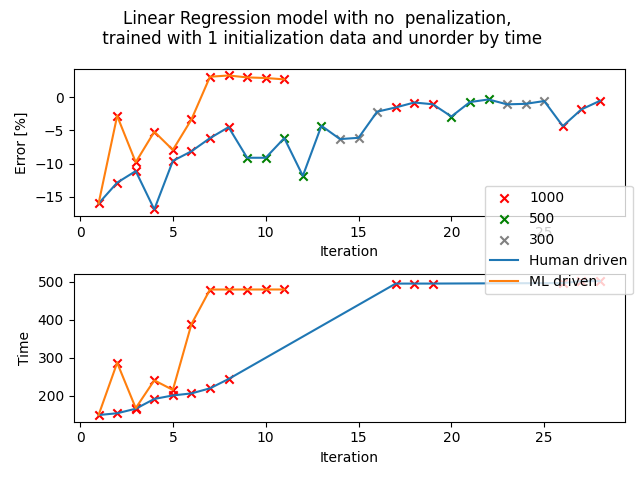 Linear Regression model with no  penalization,
trained with 1 initialization data and unorder by time
Error [%]
0
−5
−10
−15
0
5
10
15
20
25
Iteration
1000
500
300
Human driven
ML driven
Time
500
400
300
200
0
5
10
15
20
25
Iteration